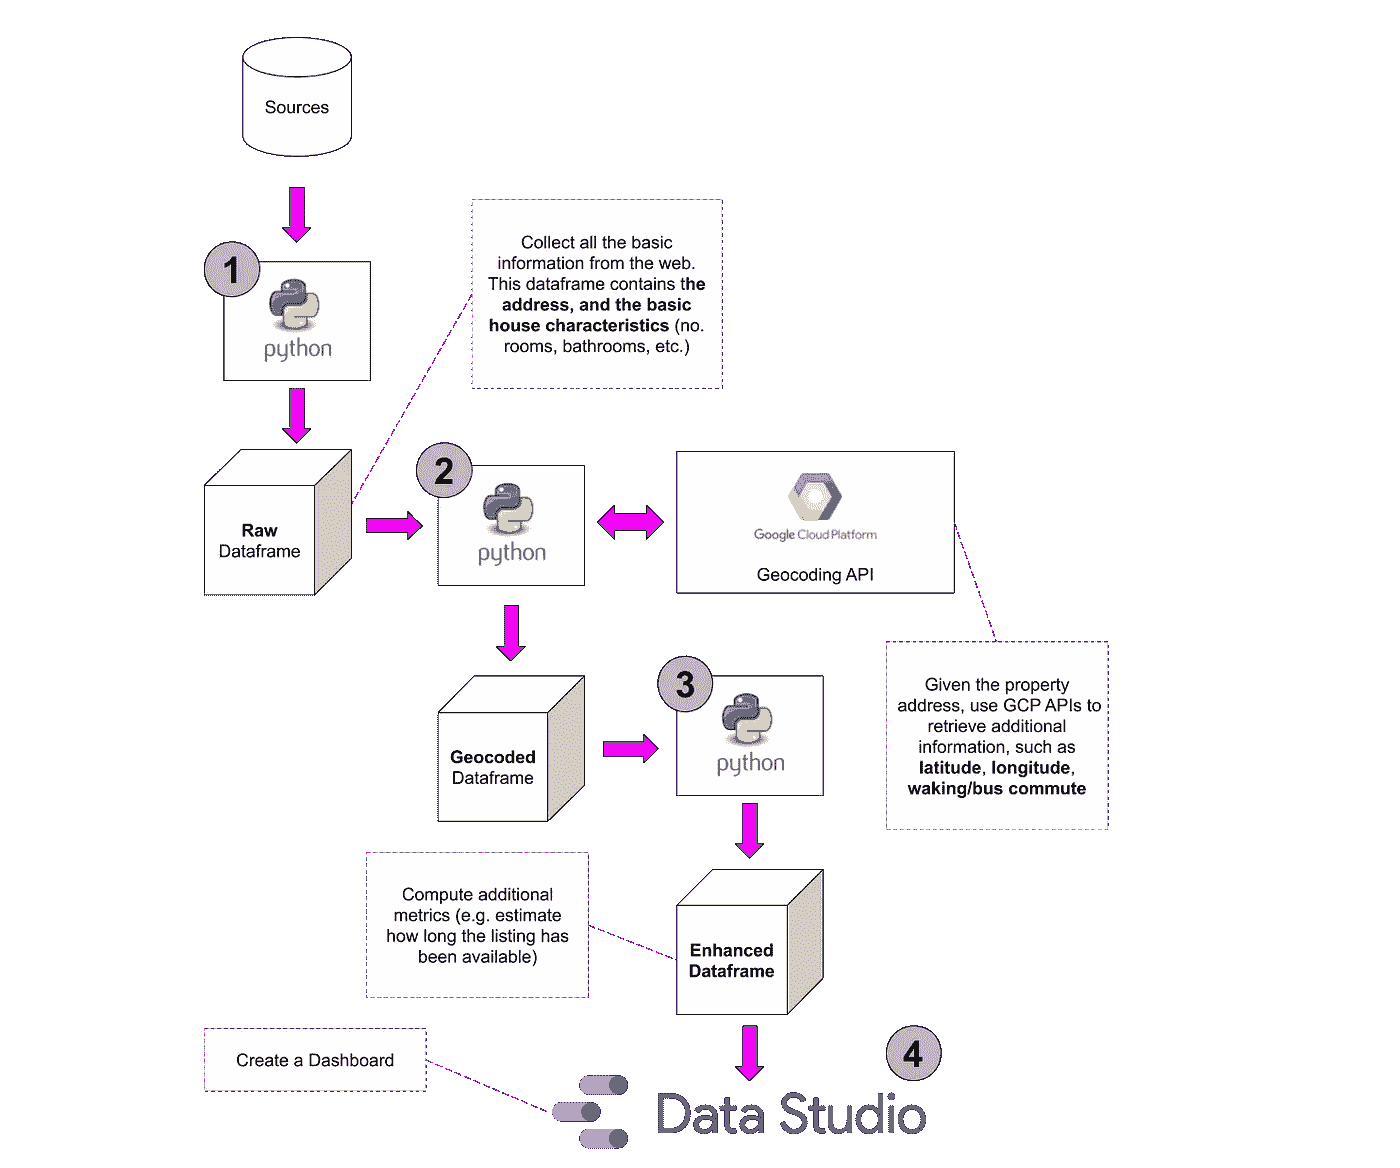 Sources
1
python
Collect all the basic
information from the web.
This dataframe contains the
address, and the basic
house characteristics (no.
rooms, bathrooms, etc.)
Raw
Dataframe
2
python
Google Cloud Platform
Geocoding API
Given the property
address, use GCP APIs to
retrieve additional
information, such as
latitude, longitude,
waking/bus commute
Geocoded
Dataframe
3
python
Compute additional
metrics (e.g. estimate
how long the listing has
been available)
Enhanced
Dataframe
Create a Dashboard
4
Data Studio